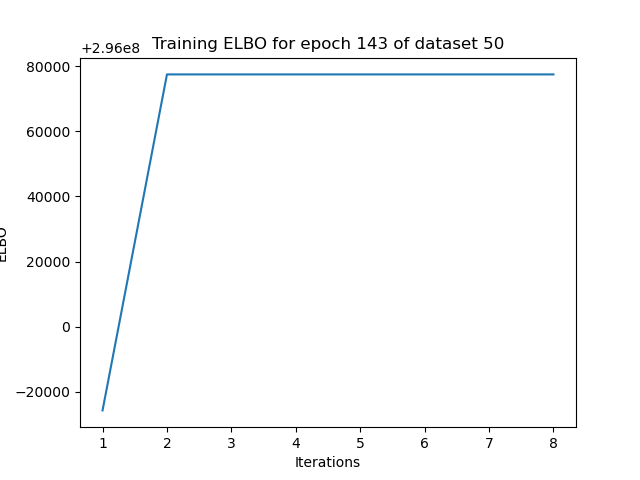 Training ELBO for epoch 143 of dataset 50
+2.96e8
80000
60000
40000
20000
0
−20000
ELBO
1 2 3 4 5 6 7 8
Iterations